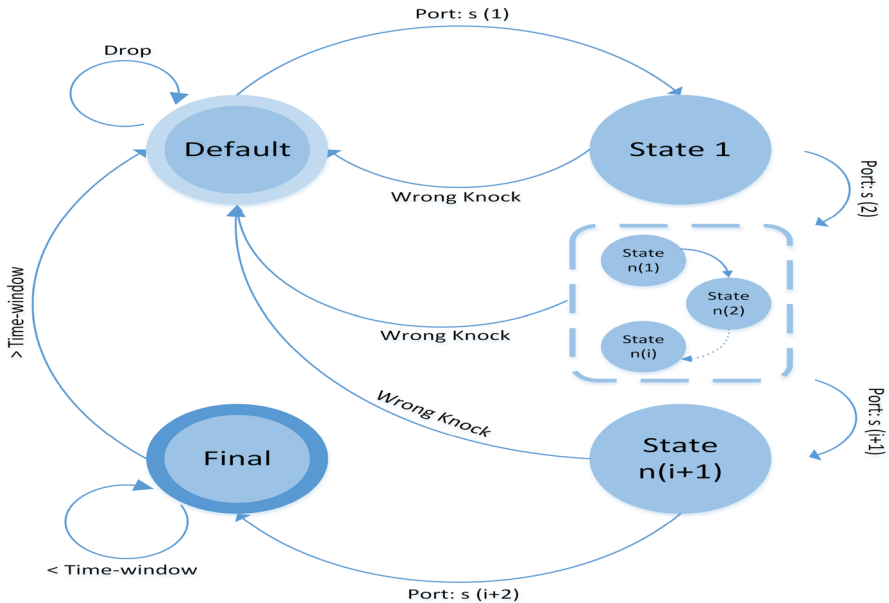 Port: s (1)
Drop
Default
State 1
Wrong Knock
Port: s (2)
State
n(1)
State
n(2)
State
n(i)
Wrong Knock
> Time-window
Wrong Knock
Port: s (i+1)
Final
State
n(i+1)
< Time-window
Port: s (i+2)